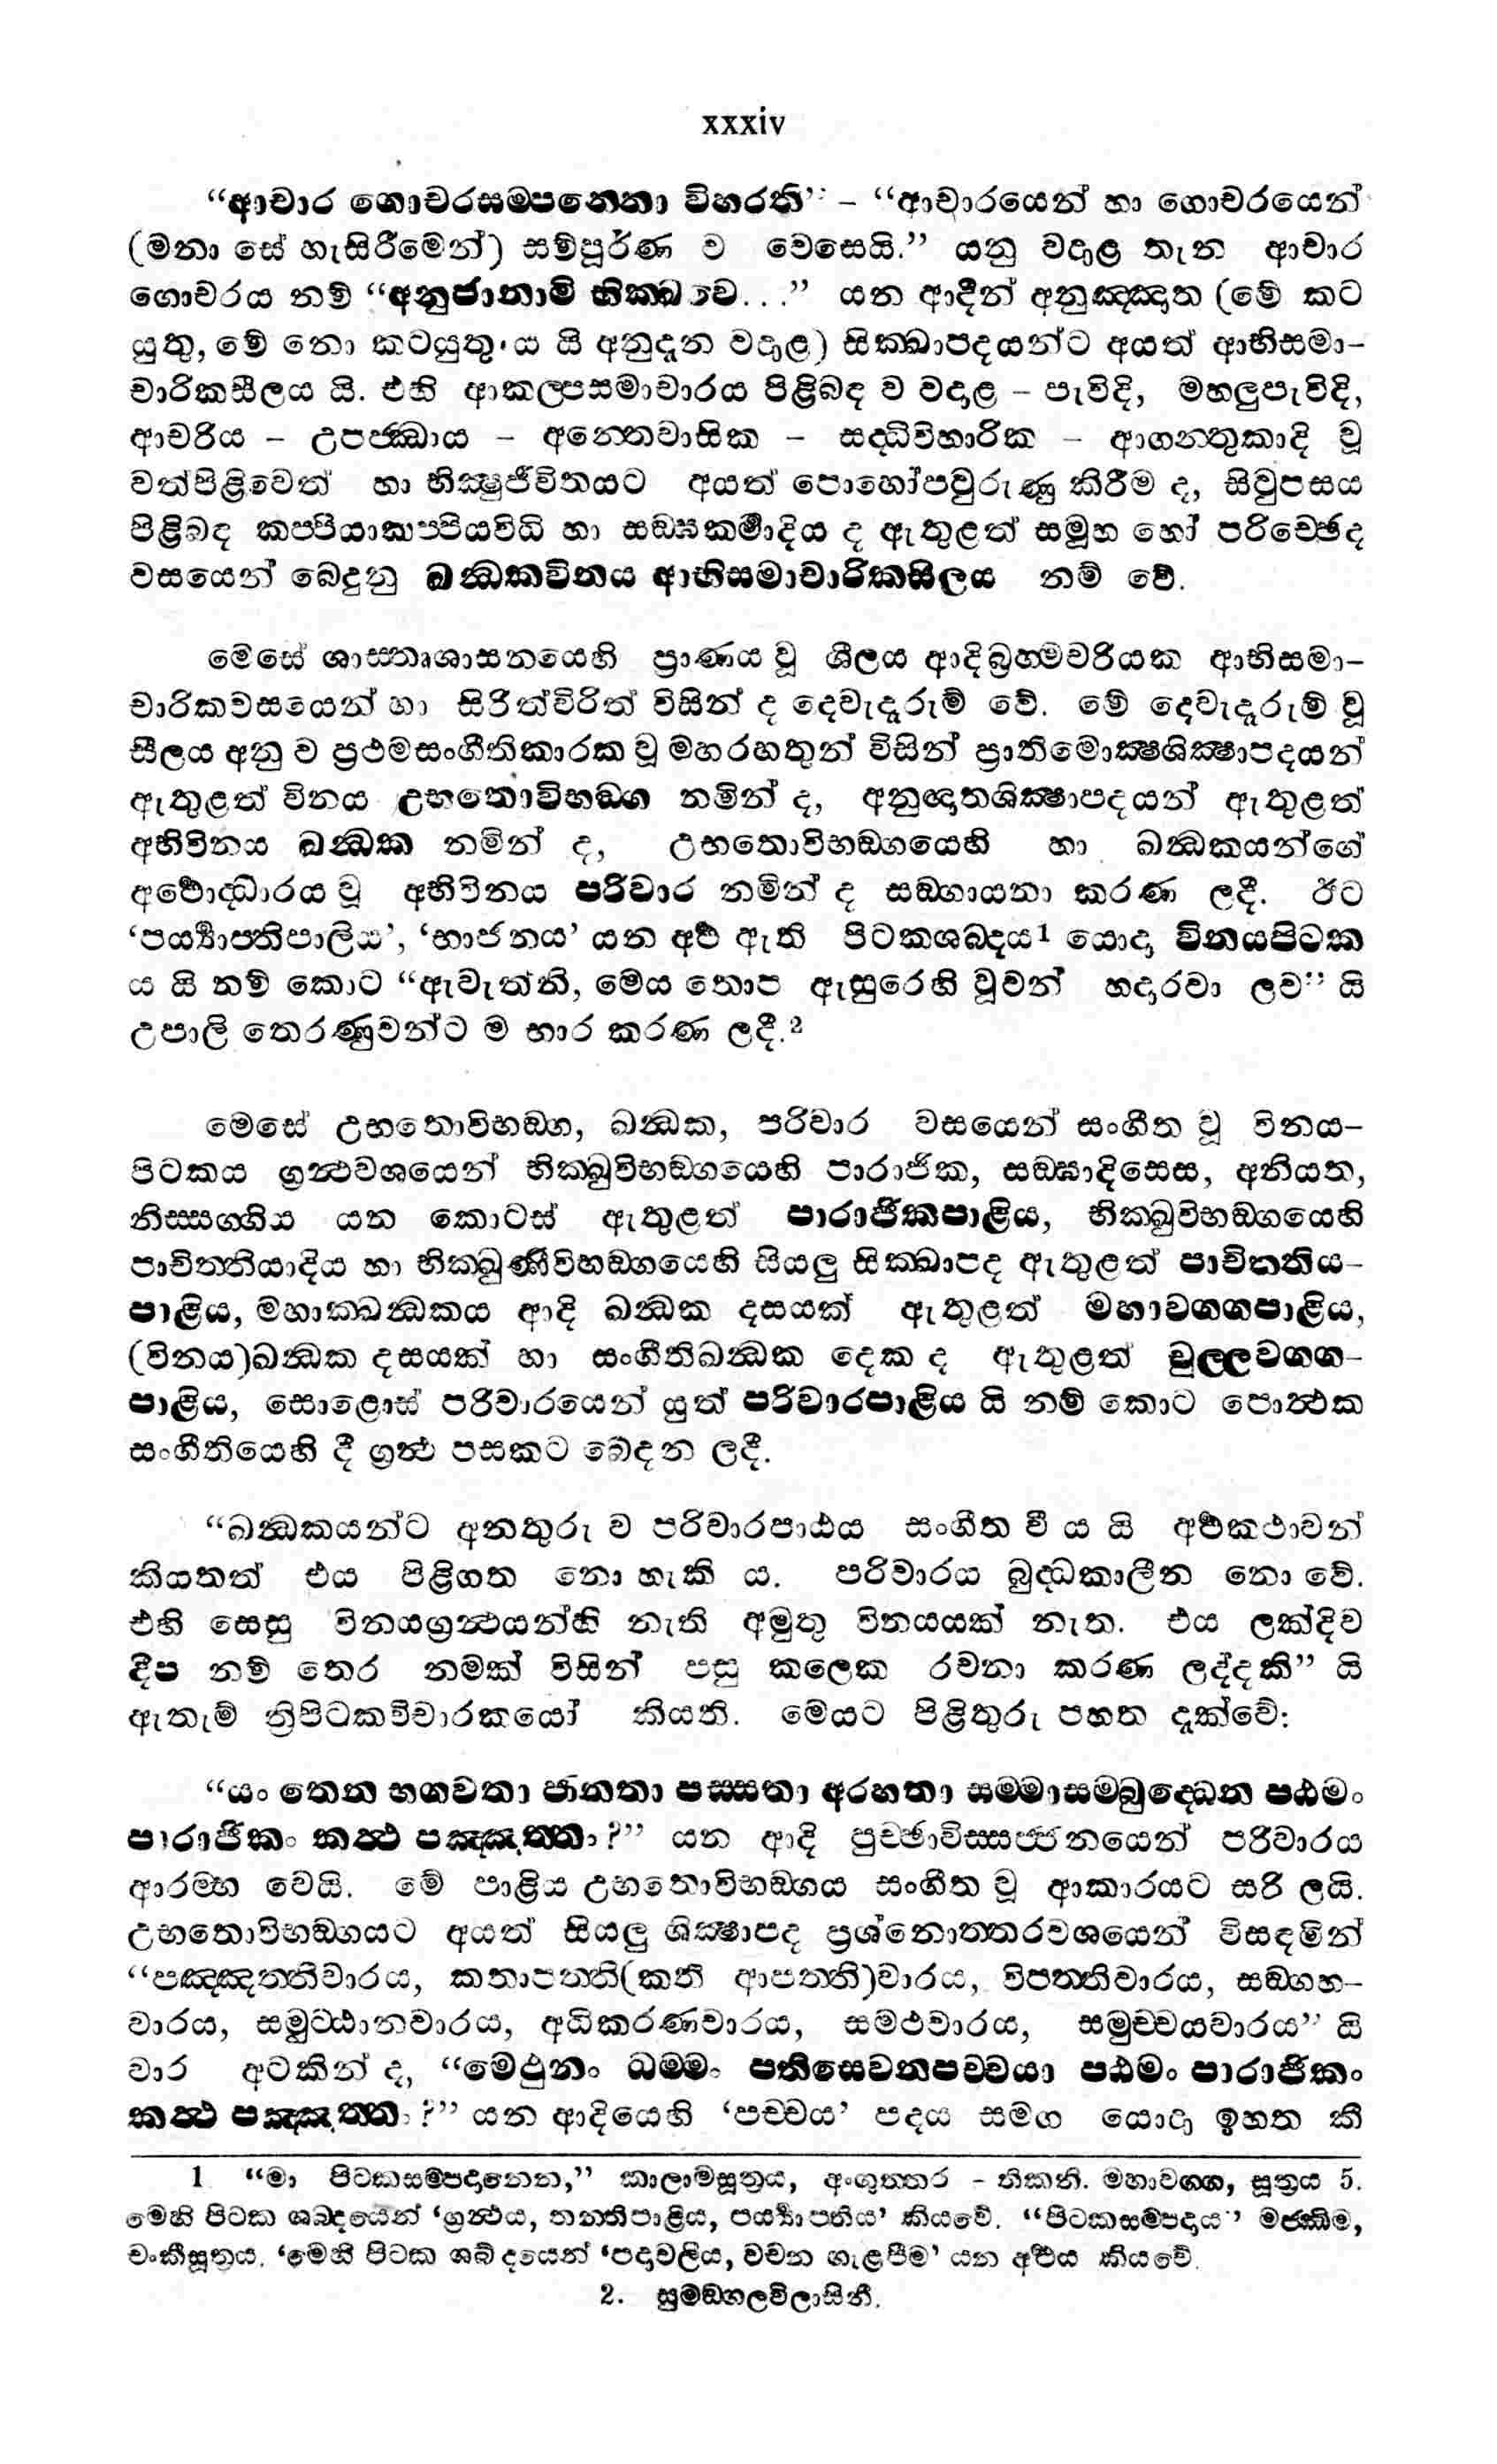 xxxiv
“ආචාර ගොචරසම්පන්නො විහරති” – “ආචාරයෙන් හා ගොචරයෙන්
(මනා සේ හැසිරීමෙන්) සම්පූර්ණ ව වෙසෙයි.” යනු වදාළ තැන ආචාර
ගොචරය නම් “අනුජානාමි භික්ඛවෙ...” යන ආදීන් අනුඤ්ඤාත (මේ කට
යුතු, මේ නො කටයුතු ය යි අනුදැන වදාළ) සික්ඛාපදයන්ට අයත් ආභිසමා-
චාරිකසීලය යි. එහි ආකල්පසමාචාරය පිළිබඳ ව වදාළ – පැවිදි, මහලුපැවිදි,
ආචරිය – උපජ්ඣාය – අන්තෙවාසික – සද්ධිවිහාරික – ආගන්තුකාදි වූ
වත්පිළිවෙත් හා භික්ෂුජීවිතයට අයත් පොහෝපවුරුණු කිරීම ද, සිවුපසය
පිළිබඳ කප්පියාකප්පියවිධි හා සඞ්ඝකර්මාදිය ද ඇතුළත් සමූහ හෝ පරිච්ඡෙද
වසයෙන් බෙදුනු ඛන්ධකවිනය ආභිසමාචාරිකසීලය නම් වේ.
මෙසේ ශාස්තෘශාසනයෙහි ප්‍රාණය වූ ශීලය ආදිබ්‍රහ්මචරියක ආභිසමා-
චාරිකවසයෙන් හා සිරිත්විරිත් විසින් ද දෙවැදෑරුම් වේ. මේ දෙවැදෑරුම් වූ
සීලය අනු ව ප්‍රථමසංගීතිකාරක වූ මහරහතුන් විසින් ප්‍රාතිමොක්ෂශික්ෂාපදයන්
ඇතුළත් විනය උභතොවිභඞ්ග නමින් ද, අනුඥාතශික්ෂාපදයන් ඇතුළත්
අභිවිනය ඛන්ධක නමින් ද, උභතොවිභඞ්ගයෙහි හා ඛන්ධකයන්ගේ
අර්ථොද්ධාරය වූ අභිවිනය පරිවාර නමින් ද සඞ්ගායනා කරණ ලදී. ඊට
‘පර්‍ය්‍යාප්තිපාලිය’, ‘භාජනය’ යන අර්ථ ඇති පිටකශබ්දය1 යොදා විනයපිටක
ය යි නම් කොට “ඇවැත්නි, මෙය තොප ඇසුරෙහි වූවන් හදාරවා ලව” යි
උපාලි තෙරණුවන්ට ම භාර කරණ ලදී.2
මෙසේ උභතොවිභඞ්ග, ඛන්ධක, පරිවාර වසයෙන් සංගීත වූ විනය-
පිටකය ග්‍රන්ථවශයෙන් භික්ඛුවිභඞ්ගයෙහි පාරාජික, සඞ්ඝාදිසෙස, අනියත,
නිස්සග්ගිය යන කොටස් ඇතුළත් පාරාජිකපාළිය, භික්ඛුවිභඞ්ගයෙහි
පාචිත්තියාදිය හා භික්ඛුණීවිභඞ්ගයෙහි සියලු සික්ඛාපද ඇතුළත් පාචිත්තිය-
පාළිය, මහාක්ඛන්ධකය ආදි ඛන්ධක දසයක් ඇතුළත් මහාවග්ගපාළිය,
(විනය)ඛන්ධක දසයක් හා සංගීතිඛන්ධක දෙක ද ඇතුළත් චුල්ලවග්ග-
පාළිය, සොළොස් පරිවාරයෙන් යුත් පරිවාරපාළිය යි නම් කොට පොත්ථක
සංගීතියෙහි දී ග්‍රන්ථ පසකට බෙදන ලදී.
“ඛන්ධකයන්ට අනතුරු ව පරිවාරපාඨය සංගීත වී ය යි අර්ථකථාවන්
කියතත් එය පිළිගත නො හැකි ය. පරිවාරය බුද්ධකාලීන නො වේ.
එහි සෙසු විනයග්‍රන්ථයන්හි නැති අමුතු විනයයක් නැත. එය ලක්දිව
දීප නම් තෙර නමක් විසින් පසු කලෙක රචනා කරණ ලද්දකි” යි
ඇතැම් ත්‍රිපිටකවිචාරකයෝ කියති. මෙයට පිළිතුරු පහත දැක්වේ:
“යං තෙන භගවතා ජානතා පස්සතා අරහතා සම්මාසම්බුද්ධෙන පඨමං
පාරාජිකං කත්ථ පඤ්ඤත්තං?” යන ආදි පුච්ඡාවිස්සජ්ජනයෙන් පරිවාරය
ආරම්භ වෙයි. මේ පාළිය උභතොවිභඞ්ගය සංගීත වූ ආකාරයට සරි ලයි.
උභතොවිභඞ්ගයට අයත් සියලු ශික්ෂාපද ප්‍රශ්නොත්තරවශයෙන් විසඳමින්
“පඤ්ඤත්තිවාරය, කතාපත්ති(කති ආපත්ති)වාරය, විපත්තිවාරය, සඞ්ගහ-
වාරය, සමුට්ඨානවාරය, අධිකරණවාරය, සමථවාරය, සමුච්චයවාරය” යි
වාර අටකින් ද, “මෙථුනං ධම්මං පතිසෙවනපච්චයා පඨමං පාරාජිකං
කත්ථ පඤ්ඤත්තං?” යන ආදියෙහි ‘පච්චය’ පදය සමග යොදා ඉහත කී
1 “මා පිටකසම්පදානෙන,” කාලාමසූත්‍රය, අංගුත්තර – තිකනි. මහාවග්ග, සූත්‍රය 5.
මෙහි පිටක ශබ්දයෙන් ‘ග්‍රන්ථය, තන්තිපාළිය, පර්‍ය්‍යාප්තිය’ කියවේ. “පිටකසම්පදාය” මජ්ඣිම,
චංකීසූත්‍රය. ‘මෙහි පිටක ශබ්දයෙන් ‘පදාවලිය, වචන ගැළපීම’ යන අර්ථය කියවේ.
2. සුමඞ්ගලවිලාසිනී.